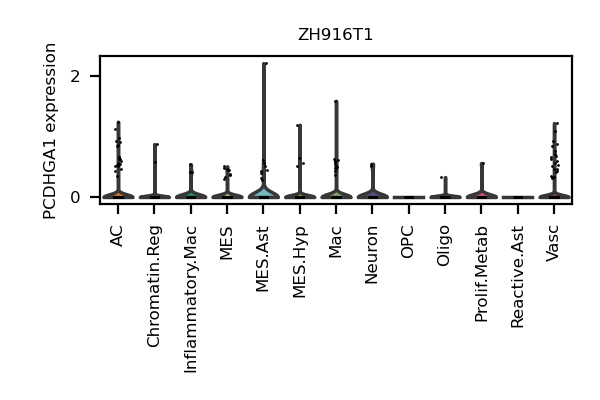 ZH916T1
PCDHGA1 expression
2
0
AC
Chromatin.Reg
Inflammatory.Mac
MES
MES.Ast
MES.Hyp
Mac
Neuron
OPC
Oligo
Prolif.Metab
Reactive.Ast
Vasc